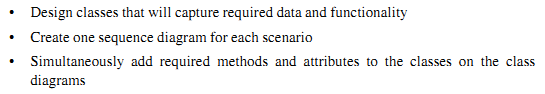 • Design classes that will capture required data and functionality
• Create one sequence diagram for each scenario
• Simultaneously add required methods and attributes to the classes on the class
diagrams